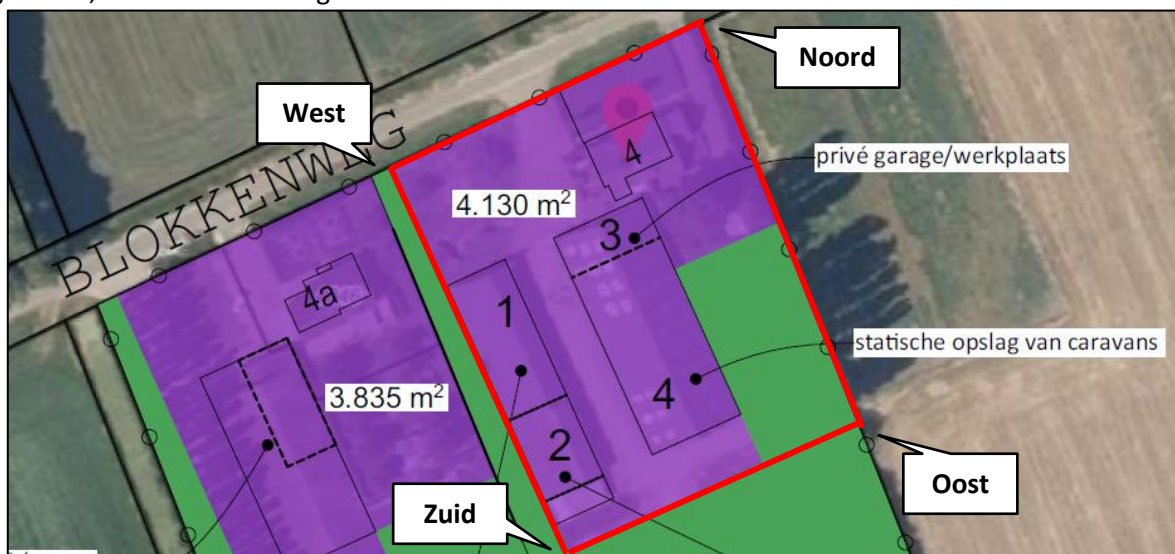 Noord
West
BLOKKENWEG
4
privé garage/werkplaats
4.130 m²
3
4a
1
statische opslag van caravans
3.835 m²
4
2
Oost
Zuid